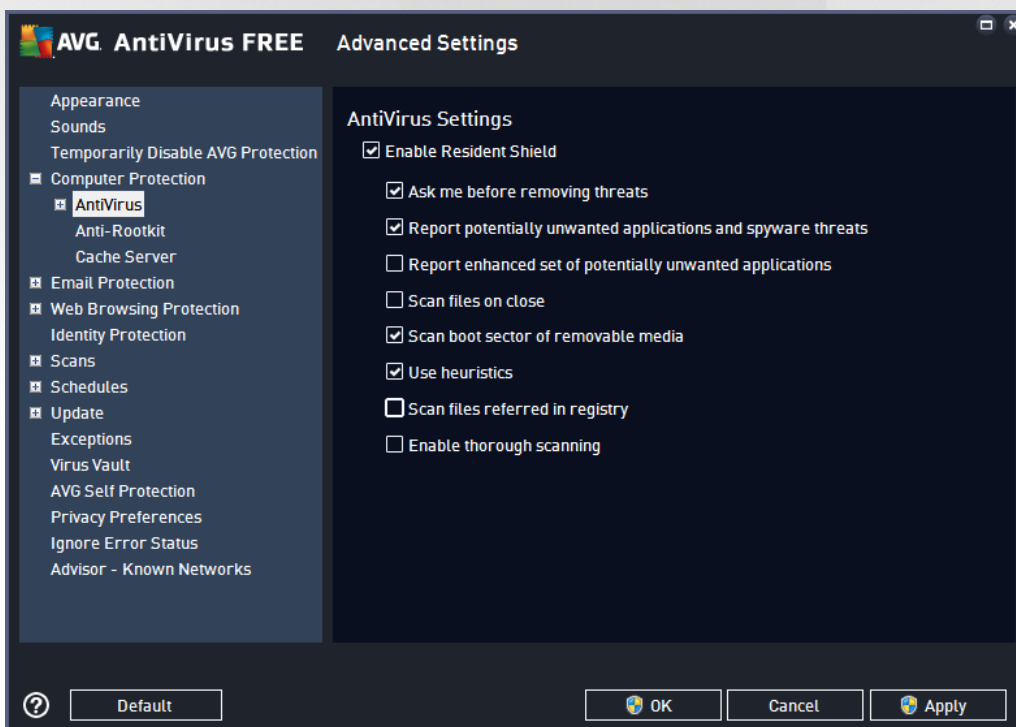 AVG. AntiVirus FREE Advanced Settings
Appearance
Sounds
Temporarily Disable AVG Protection
Computer Protection
AntiVirus
Anti-Rootkit
Cache Server
Email Protection
Web Browsing Protection
Identity Protection
Scans
Schedules
Update
Exceptions
Virus Vault
AVG Self Protection
Privacy Preferences
Ignore Error Status
Advisor - Known Networks
AntiVirus Settings
Enable Resident Shield
Ask me before removing threats
Report potentially unwanted applications and spyware threats
Report enhanced set of potentially unwanted applications
Scan files on close
Scan boot sector of removable media
Use heuristics
Scan files referred in registry
Enable thorough scanning
? Default OK Cancel Apply